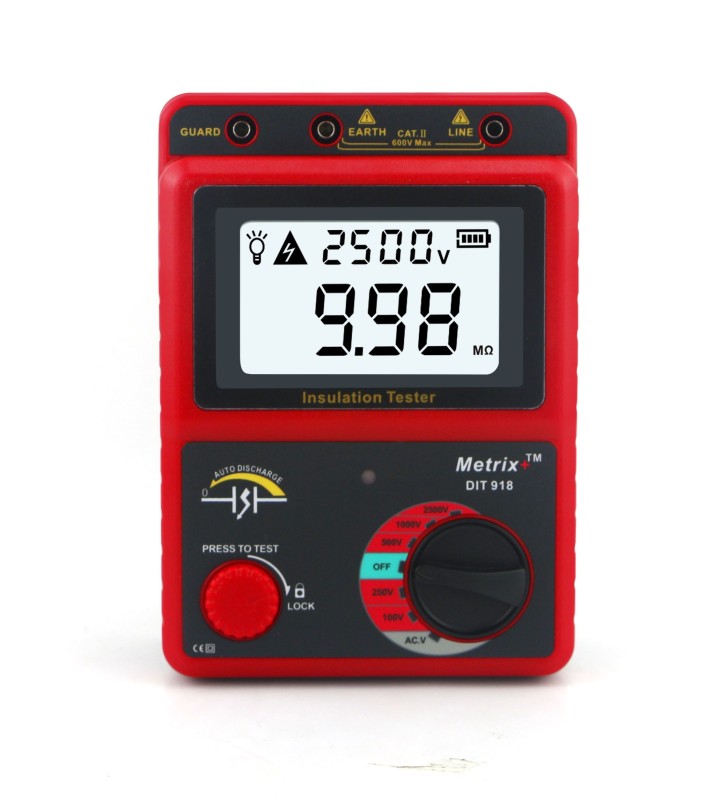 GUARD EARTH CAT. II LINE
600V Max
2500V
9.98 MΩ
Insulation Tester
AUTO DISCHARGE
0
Metrix+™
DIT 918
PRESS TO TEST
LOCK
2500V
1000V
500V
OFF
250V
100V
AC.V
CE